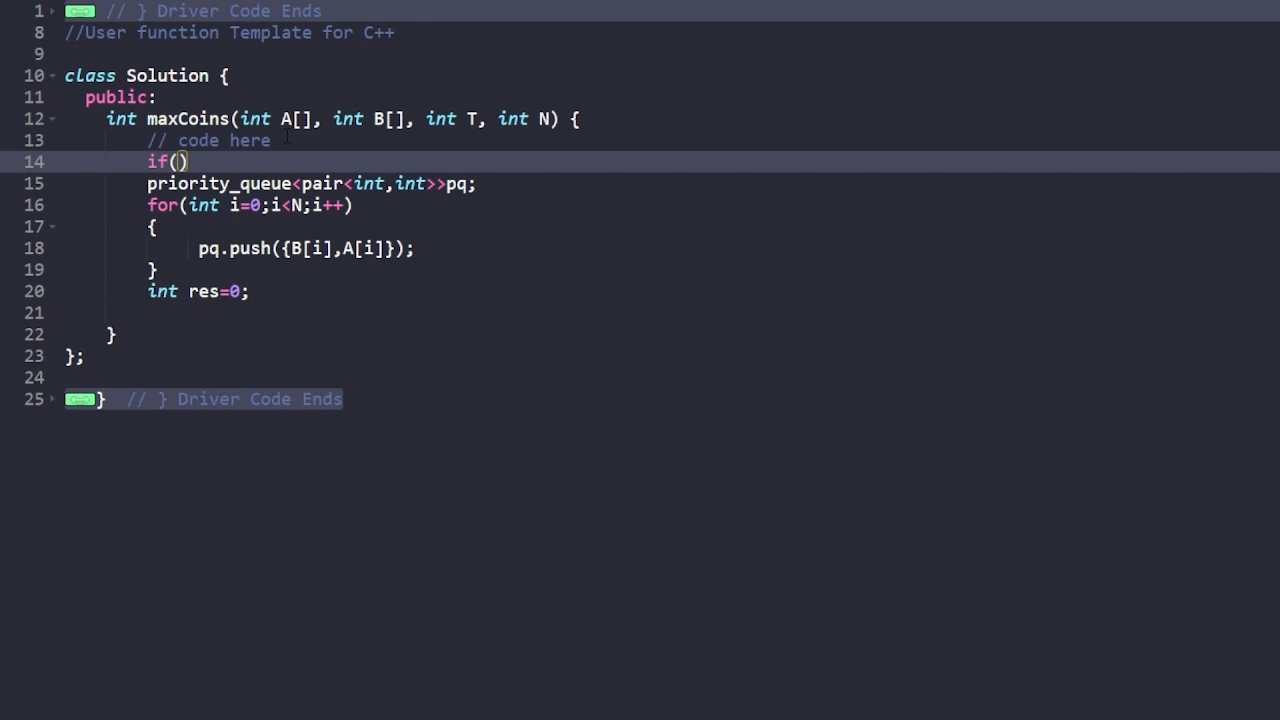 1 // } Driver Code Ends
8 //User function Template for C++
9
10 class Solution {
11 public:
12 int maxCoins(int A[], int B[], int T, int N) {
13 // code here
14 if()
15 priority_queue<pair<int,int>>pq;
16 for(int i=0;i<N;i++)
17 {
18 pq.push({B[i],A[i]});
19 }
20 int res=0;
21
22 }
23 };
24
25 } // } Driver Code Ends